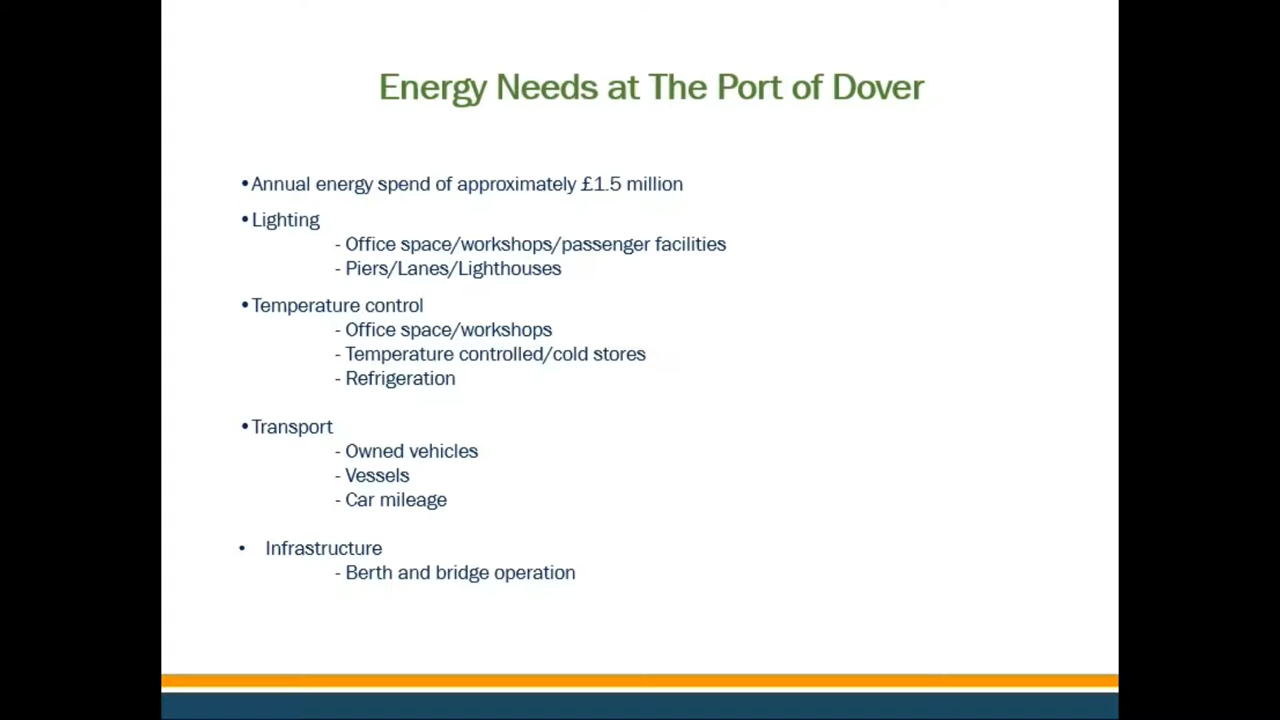 Energy Needs at The Port of Dover
•Annual energy spend of approximately £1.5 million
•Lighting
- Office space/workshops/passenger facilities
- Piers/Lanes/Lighthouses
•Temperature control
- Office space/workshops
- Temperature controlled/cold stores
- Refrigeration
•Transport
- Owned vehicles
- Vessels
- Car mileage
• Infrastructure
- Berth and bridge operation